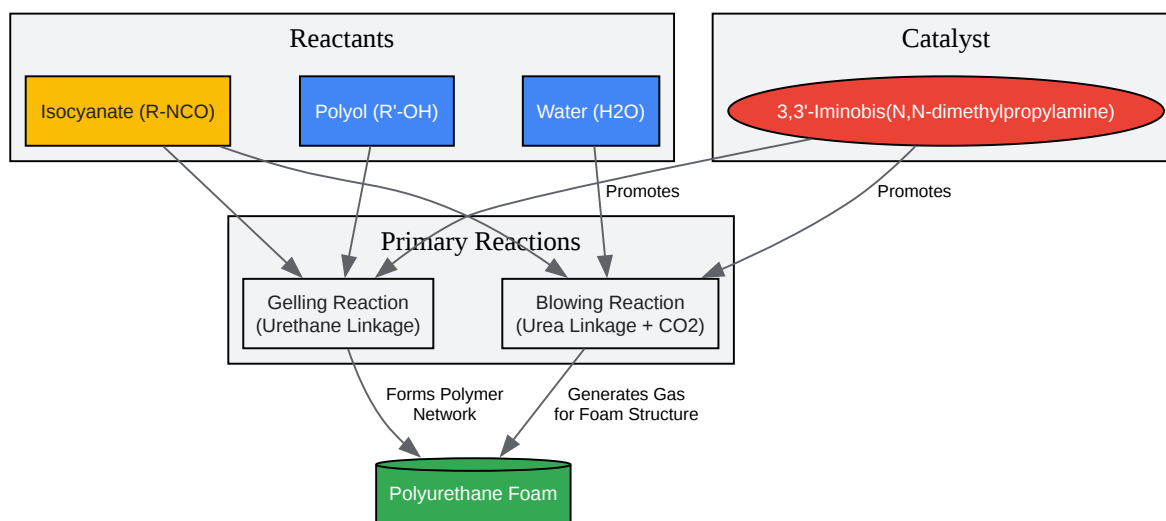 Reactants
Catalyst
Isocyanate (R-NCO)
Polyol (R'-OH)
Water (H2O)
3,3'-Iminobis(N,N-dimethylpropylamine)
Promotes
Promotes
Primary Reactions
Gelling Reaction
(Urethane Linkage)
Blowing Reaction
(Urea Linkage + CO2)
Forms Polymer
Network
Generates Gas
for Foam Structure
Polyurethane Foam